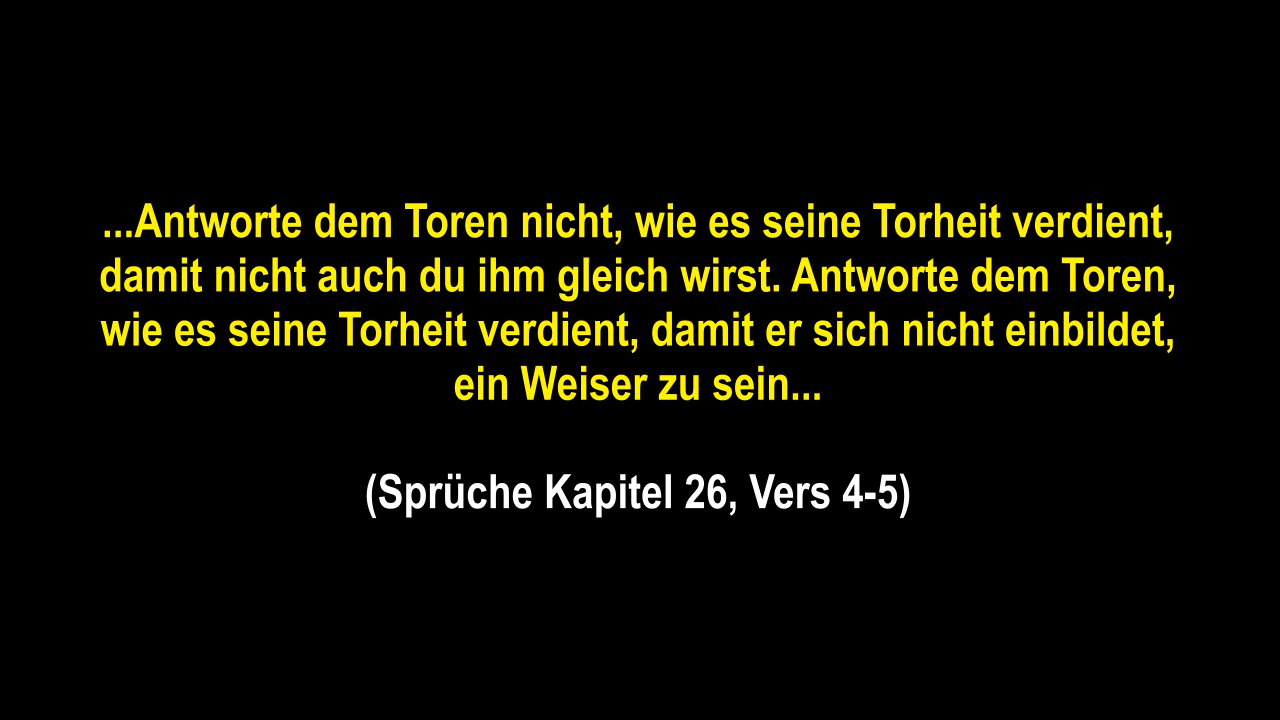 ...Antworte dem Toren nicht, wie es seine Torheit verdient,
damit nicht auch du ihm gleich wirst. Antworte dem Toren,
wie es seine Torheit verdient, damit er sich nicht einbildet,
ein Weiser zu sein...
(Sprüche Kapitel 26, Vers 4-5)